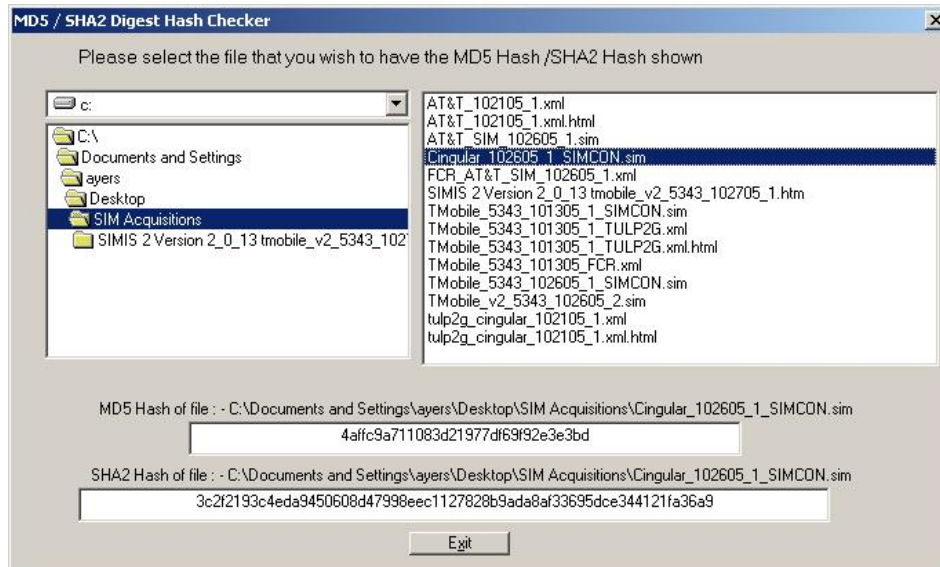 MD5 / SHA2 Digest Hash Checker
Please select the file that you wish to have the MD5 Hash /SHA2 Hash shown
c:
C:\
Documents and Settings
ayers
Desktop
SIM Acquisitions
SIMIS 2 Version 2_0_13 tmobile_v2_5343_102
AT&T_102105_1.xml
AT&T_102105_1.xml.html
AT&T_SIM_102605_1.sim
Cingular_102605_1_SIMCON.sim
FCR_AT&T_SIM_102605_1.xml
SIMIS 2 Version 2_0_13 tmobile_v2_5343_102705_1.htm
TMobile_5343_101305_1_SIMCON.sim
TMobile_5343_101305_1_TULP2G.xml
TMobile_5343_101305_1_TULP2G.xml.html
TMobile_5343_101305_FCR.xml
TMobile_5343_102605_1_SIMCON.sim
TMobile_v2_5343_102605_2.sim
tulp2g_cingular_102105_1.xml
tulp2g_cingular_102105_1.xml.html
MD5 Hash of file : - C:\Documents and Settings\ayers\Desktop\SIM Acquisitions\Cingular_102605_1_SIMCON.sim
4affc9a711083d21977df69f92e3e3bd
SHA2 Hash of file : - C:\Documents and Settings\ayers\Desktop\SIM Acquisitions\Cingular_102605_1_SIMCON.sim
3c2f2193c4eda9450608d47998eec1127828b9ada8af33695dce344121fa36a9
Exit